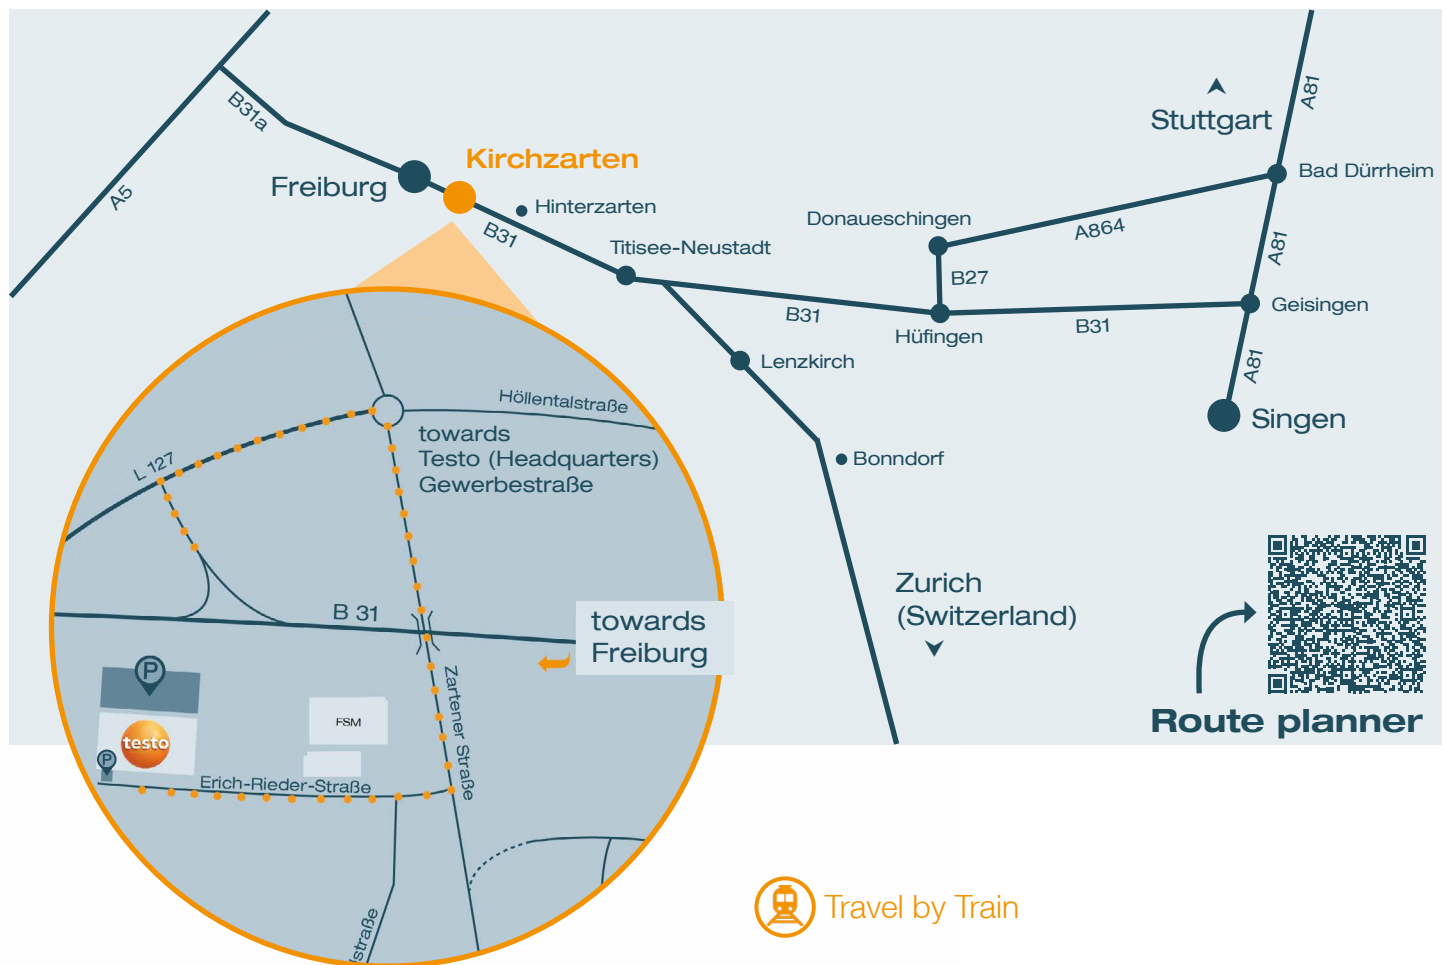 A81
Stuttgart
B31a
Kirchzarten
Bad Dürrheim
Freiburg
A5
Hinterzarten
Donaueschingen
A864
B31
Titisee-Neustadt
A81
B27
B31
Geisingen
B31
Hüfingen
Lenzkirch
A81
Höllentalstraße
Singen
towards
Testo (Headquarters)
Gewerbestraße
L 127
Bonndorf
Zurich
(Switzerland)
B 31
towards
Freiburg
P
Zartener Straße
FSM
testo
P
Erich-Rieder-Straße
Route planner
Travel by Train
lstraße